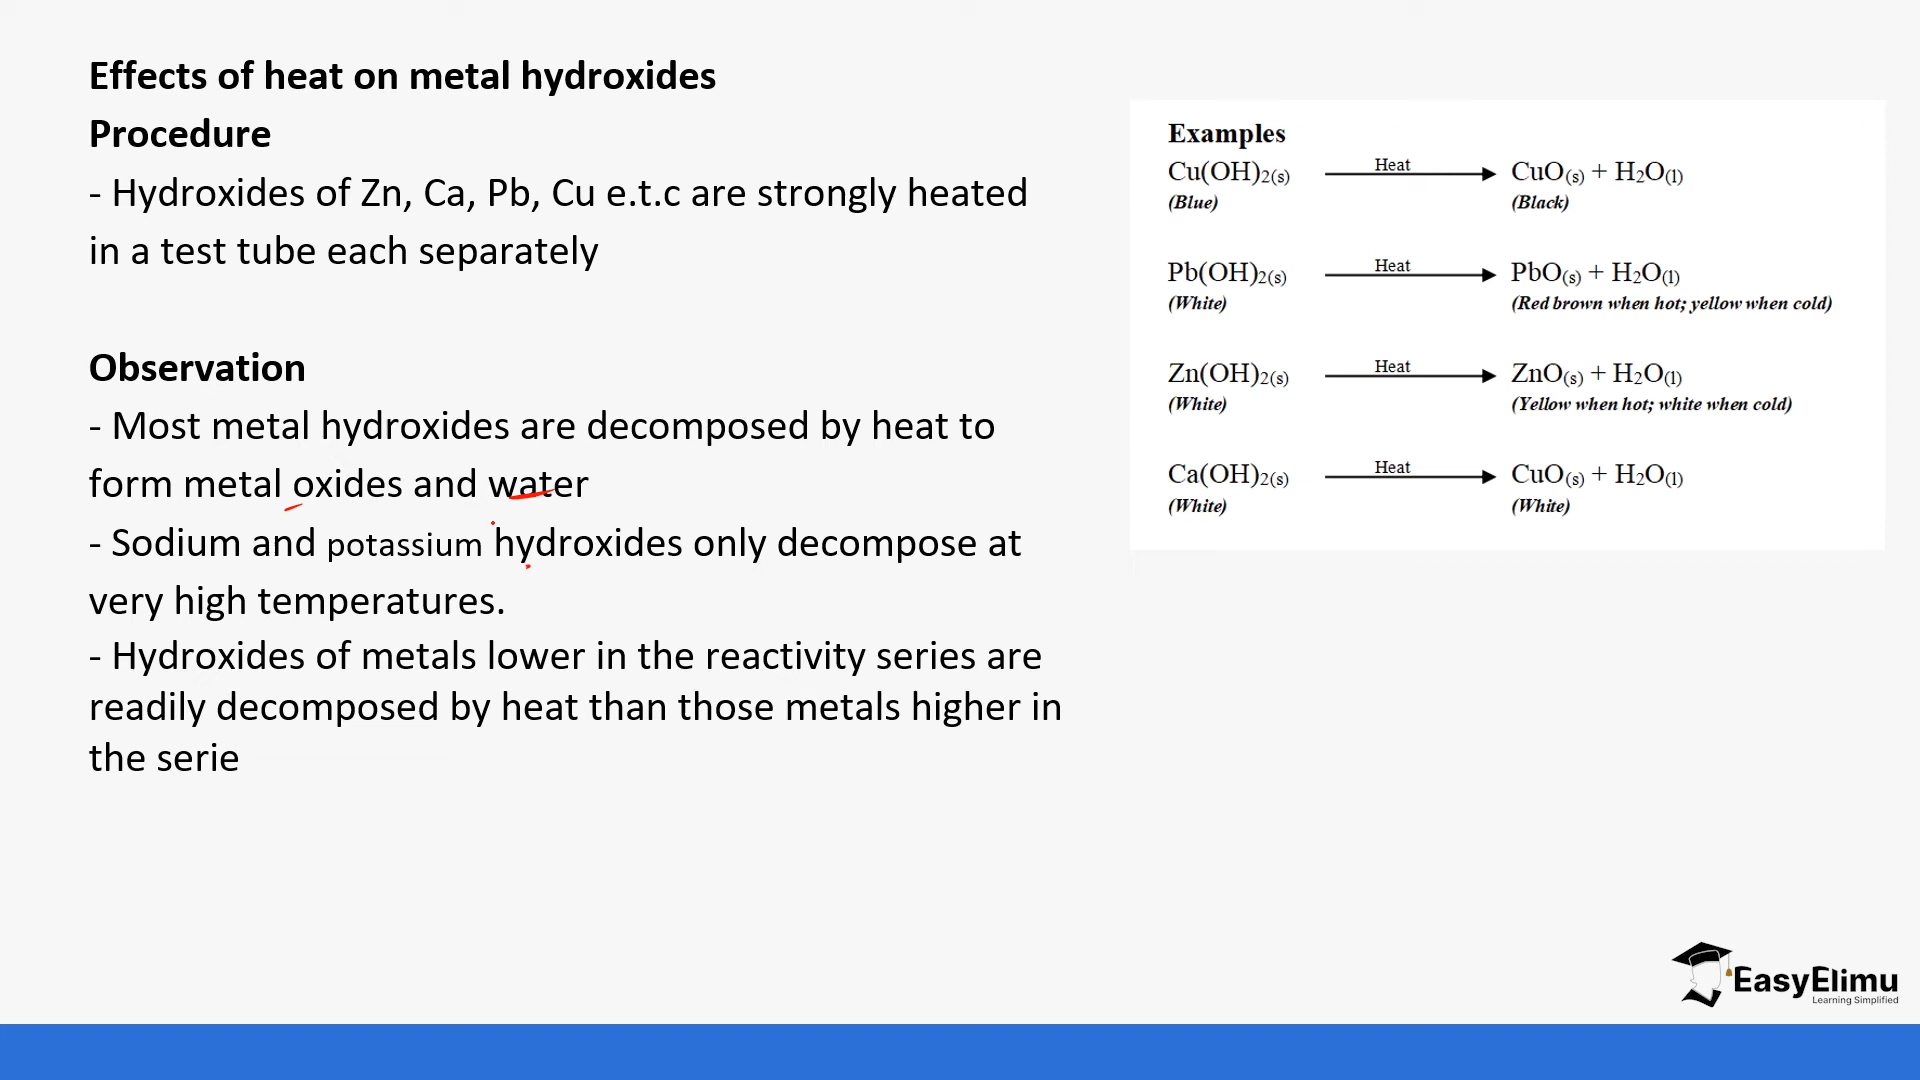 Effects of heat on metal hydroxides
Procedure
- Hydroxides of Zn, Ca, Pb, Cu e.t.c are strongly heated
in a test tube each separately
Observation
- Most metal hydroxides are decomposed by heat to
form metal oxides and water
- Sodium and potassium hydroxides only decompose at
very high temperatures.
- Hydroxides of metals lower in the reactivity series are
readily decomposed by heat than those metals higher in
the serie
Examples
Cu(OH)2(s) Heat CuO(s) + H2O(l)
(Blue) (Black)
Pb(OH)2(s) Heat PbO(s) + H2O(l)
(White) (Red brown when hot; yellow when cold)
Zn(OH)2(s) Heat ZnO(s) + H2O(l)
(White) (Yellow when hot; white when cold)
Ca(OH)2(s) Heat CuO(s) + H2O(l)
(White) (White)
EasyElimu
Learning Simplified